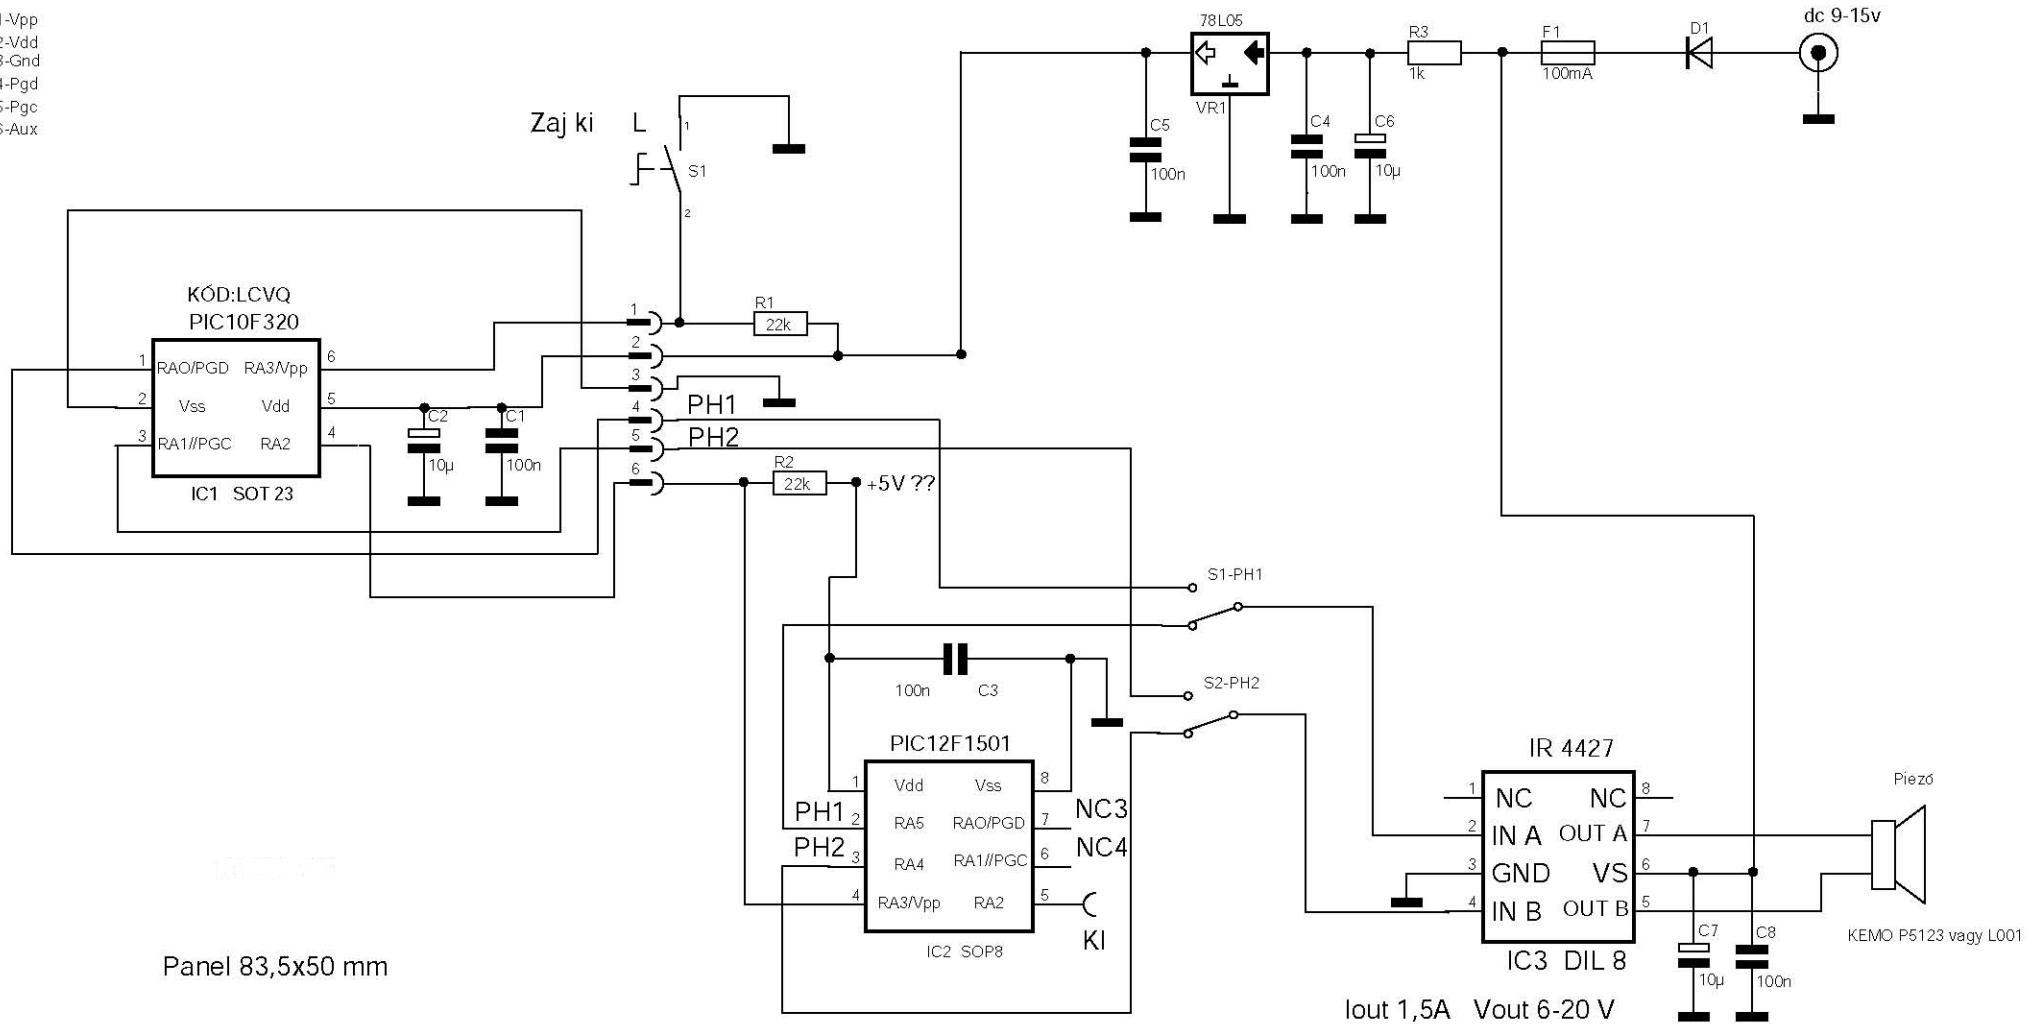 -Vpp
-Vdd
-Gnd
-Pgd
-Pgc
-Aux
dc 9-15v
78L05
R3
F1
D1
1k
100mA
VR1
C5
100n
C4
100n
C6
10µ
Zaj ki L
1
S1
2
KÓD:LCVQ
PIC10F320
1 RAO/PGD RA3/Vpp 6
2 Vss Vdd 5
3 RA1//PGC RA2 4
IC1 SOT 23
C2
10µ
C1
100n
1
R1
22k
2
3
4
PH1
5
PH2
6
R2
22k
+5V ??
S1-PH1
S2-PH2
100n C3
PIC12F1501
1 Vdd Vss 8
PH1 2 RA5 RAO/PGD 7 NC3
PH2 3 RA4 RA1//PGC 6 NC4
4 RA3/Vpp RA2 5
KI
IC2 SOP8
IR 4427
1 NC NC 8
2 IN A OUT A 7
3 GND VS 6
4 IN B OUT B 5
IC3 DIL 8
Piezó
KEMO P5123 vagy L001
C7
10µ
C8
100n
Panel 83,5x50 mm
Iout 1,5A Vout 6-20 V